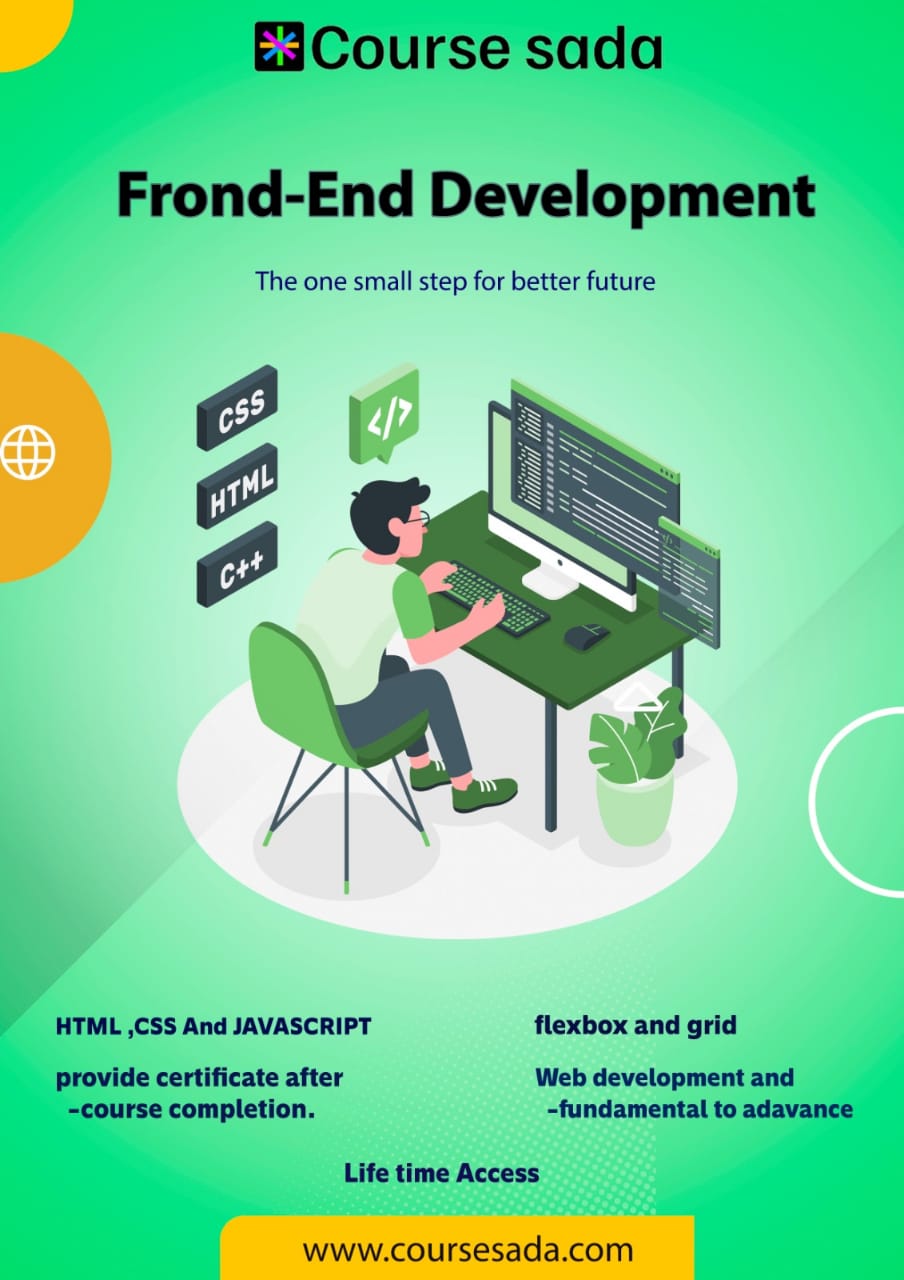 Course sada
Frond-End Development
The one small step for better future
CSS
</>
HTML
C++
HTML ,CSS And JAVASCRIPT
flexbox and grid
provide certificate after
-course completion.
Web development and
-fundamental to adavance
Life time Access
www.coursesada.com